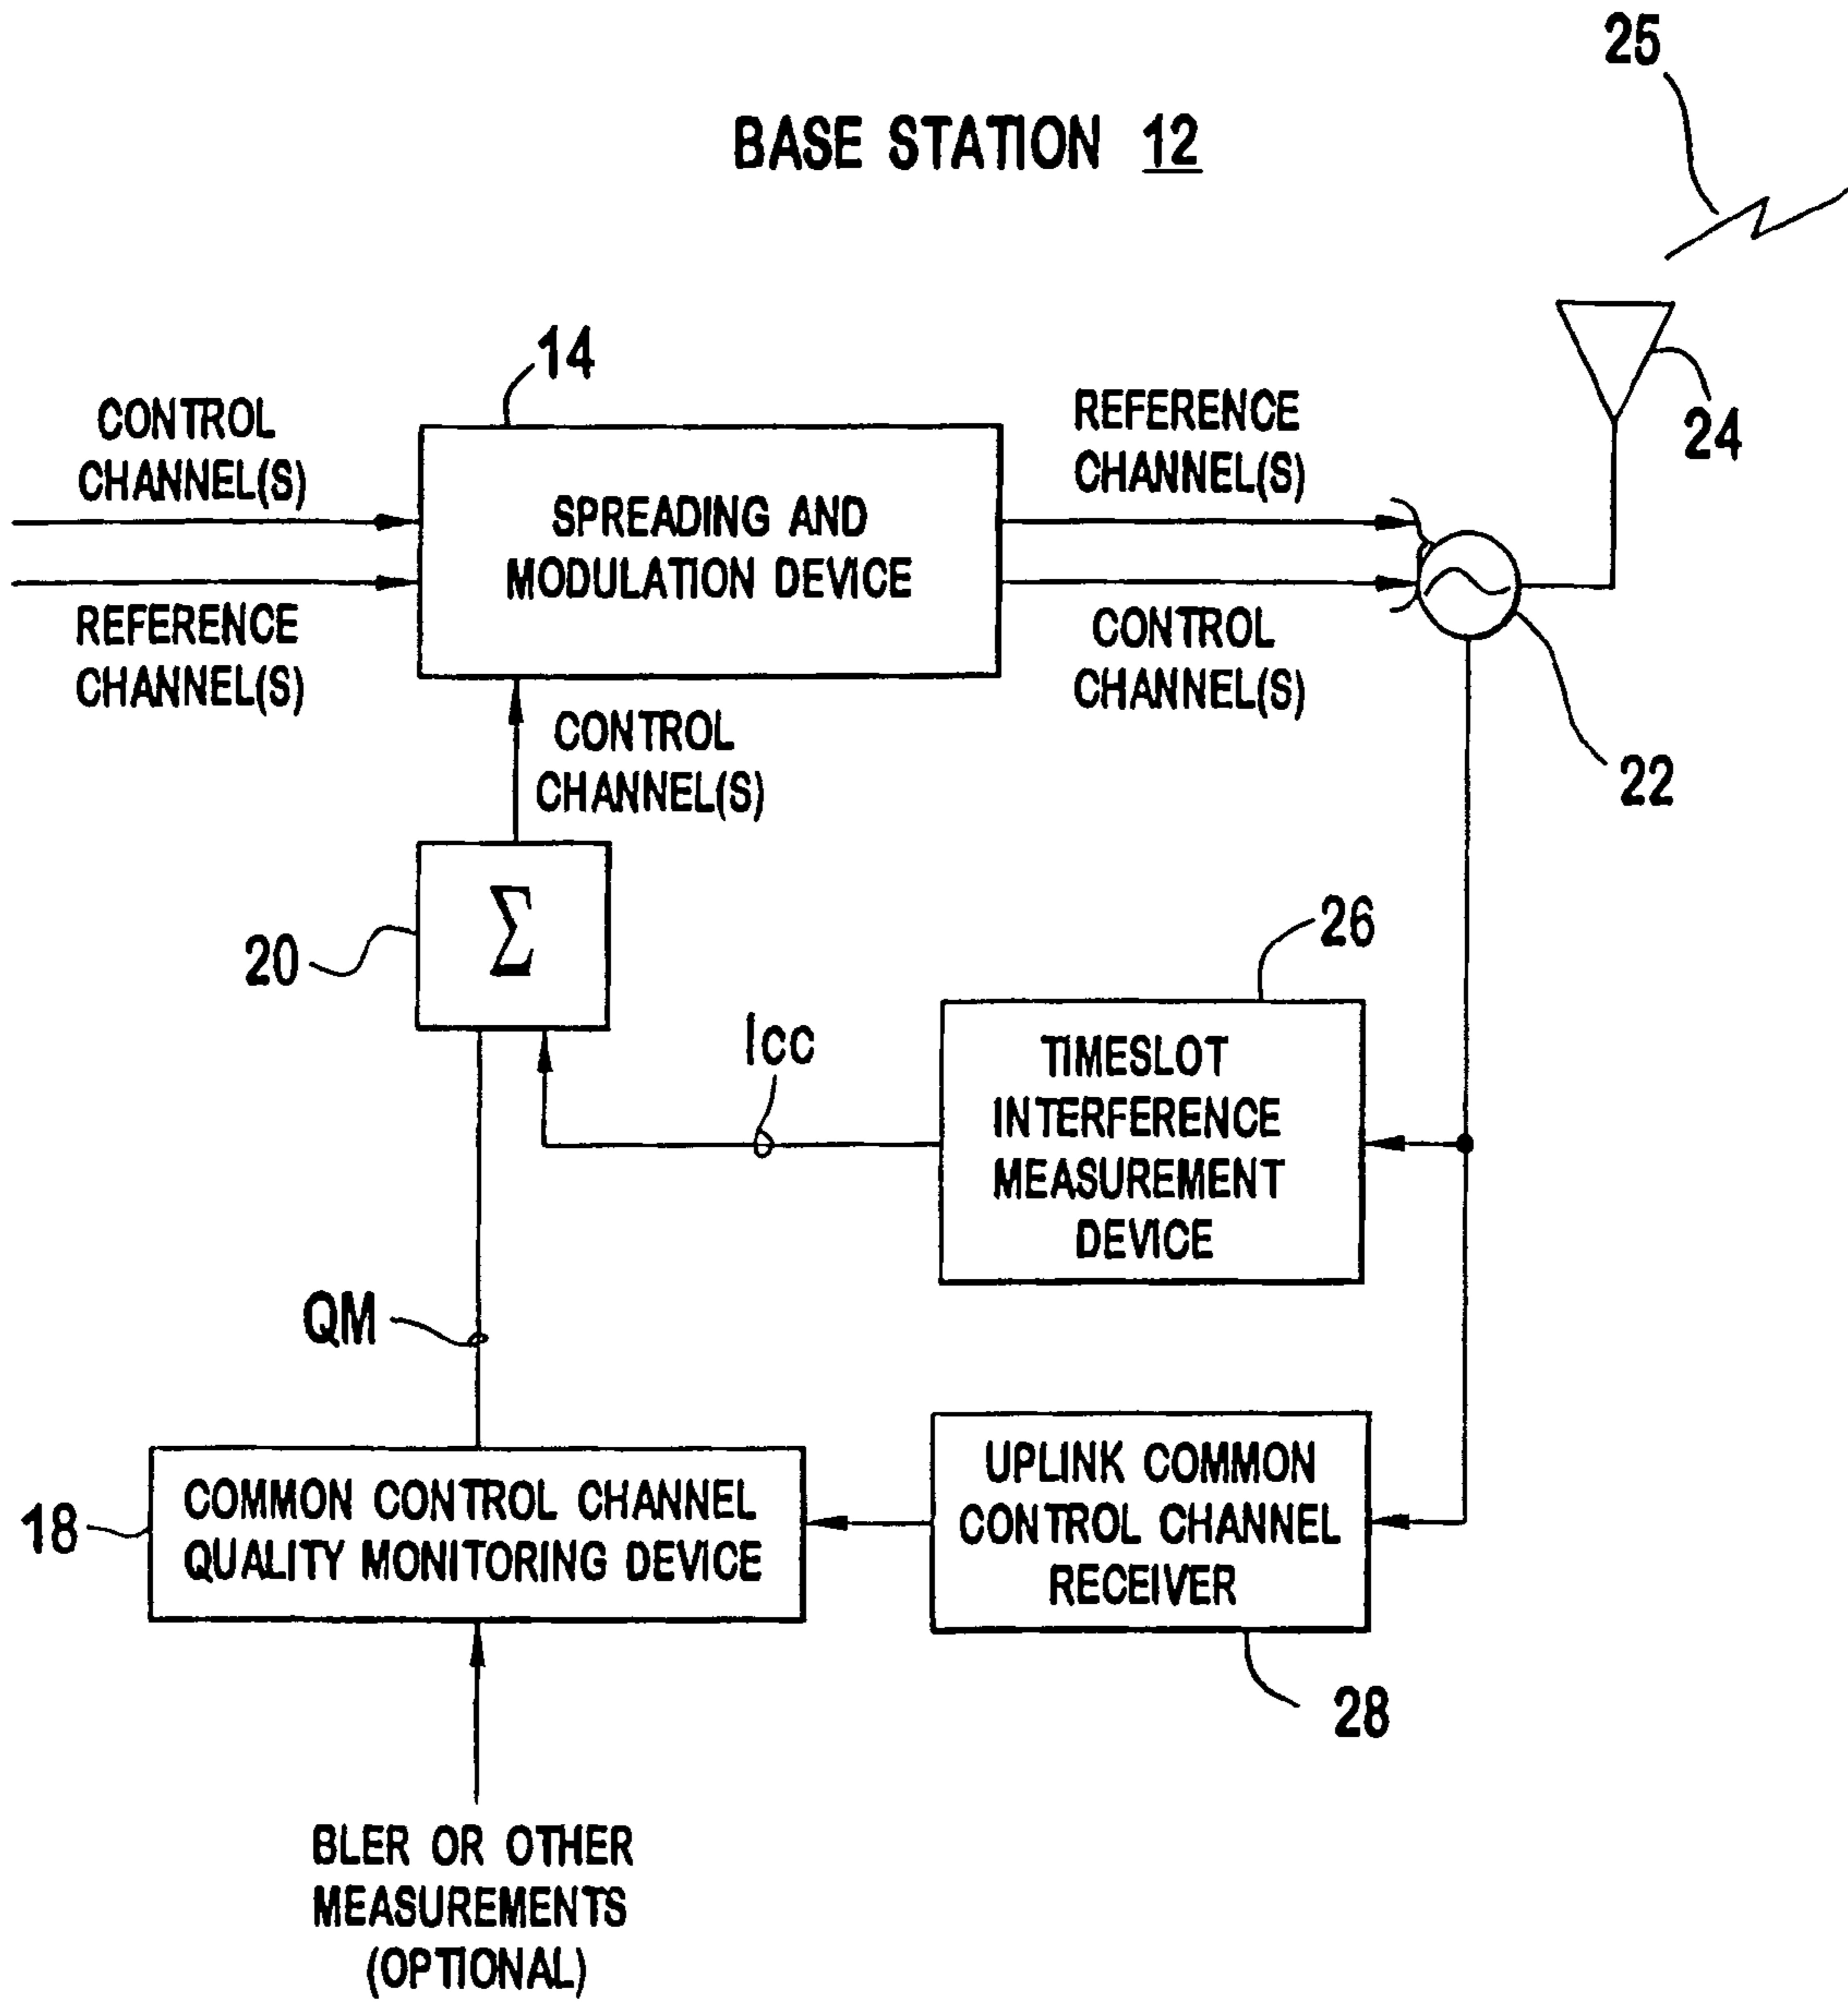 25
BASE STATION 12
14
CONTROL
CHANNEL(S)
REFERENCE
CHANNEL(S)
SPREADING AND
MODULATION DEVICE
REFERENCE
CHANNEL(S)
CONTROL
CHANNEL(S)
24
22
CONTROL
CHANNEL(S)
20
Σ
26
Icc
TIMESLOT
INTERFERENCE
MEASUREMENT
DEVICE
QM
18
COMMON CONTROL CHANNEL
QUALITY MONITORING DEVICE
UPLINK COMMON
CONTROL CHANNEL
RECEIVER
28
BLER OR OTHER
MEASUREMENTS
(OPTIONAL)